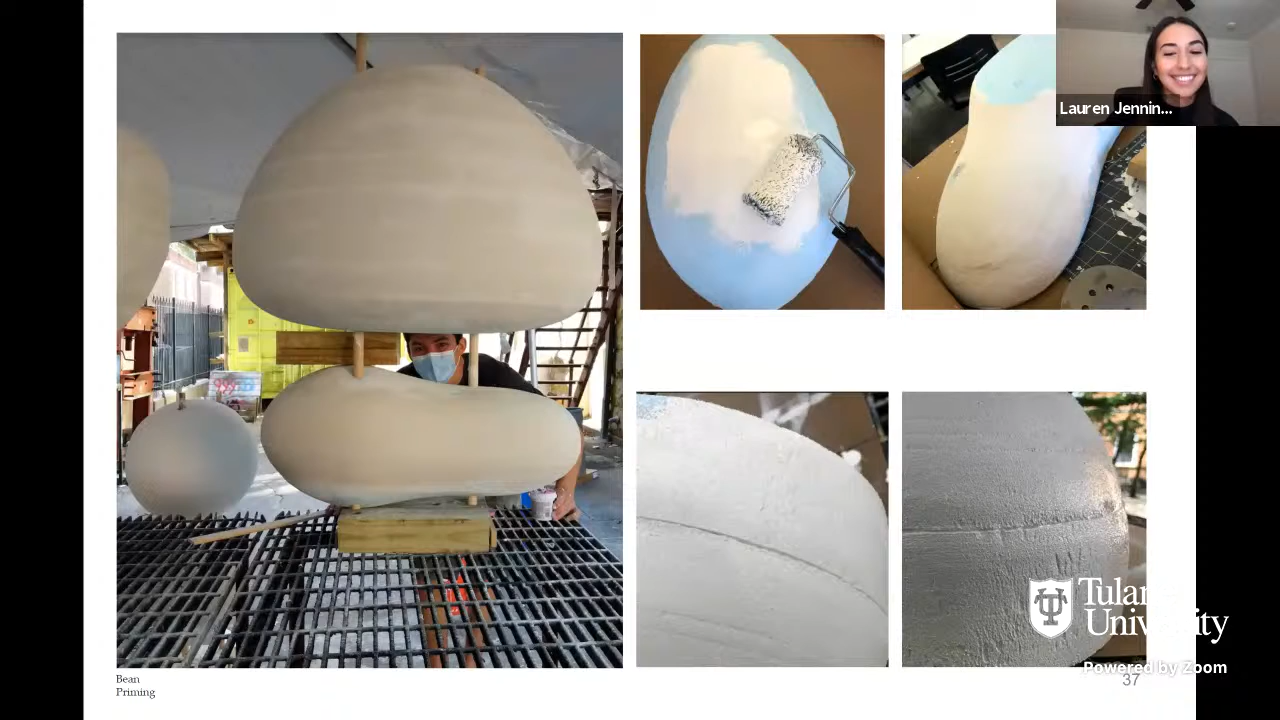 Lauren Jennin...
Bean
Priming
Tulane
University
Powered by Zoom
37